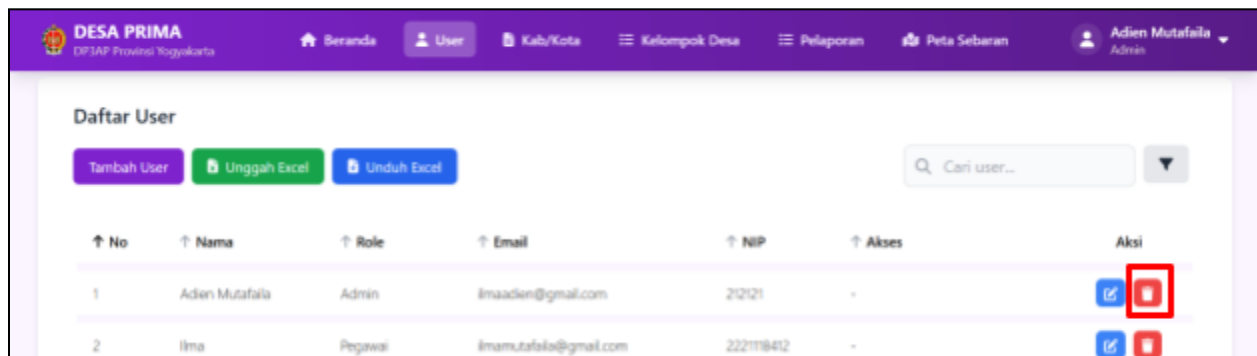 DESA PRIMA
DP3AP Provinsi Yogyakarta
Beranda
User
Kab/Kota
Kelompok Desa
Pelaporan
Peta Sebaran
Adien Mutafaila
Admin
Daftar User
Tambah User
Unggah Excel
Unduh Excel
Cari user...
↑ No ↑ Nama ↑ Role ↑ Email ↑ NIP ↑ Akses Aksi
1 Adien Mutafaila Admin ilmaadien@gmail.com 212121 -
2 Ilma Pegawai ilmamutafaila@gmail.com 2221118412 -